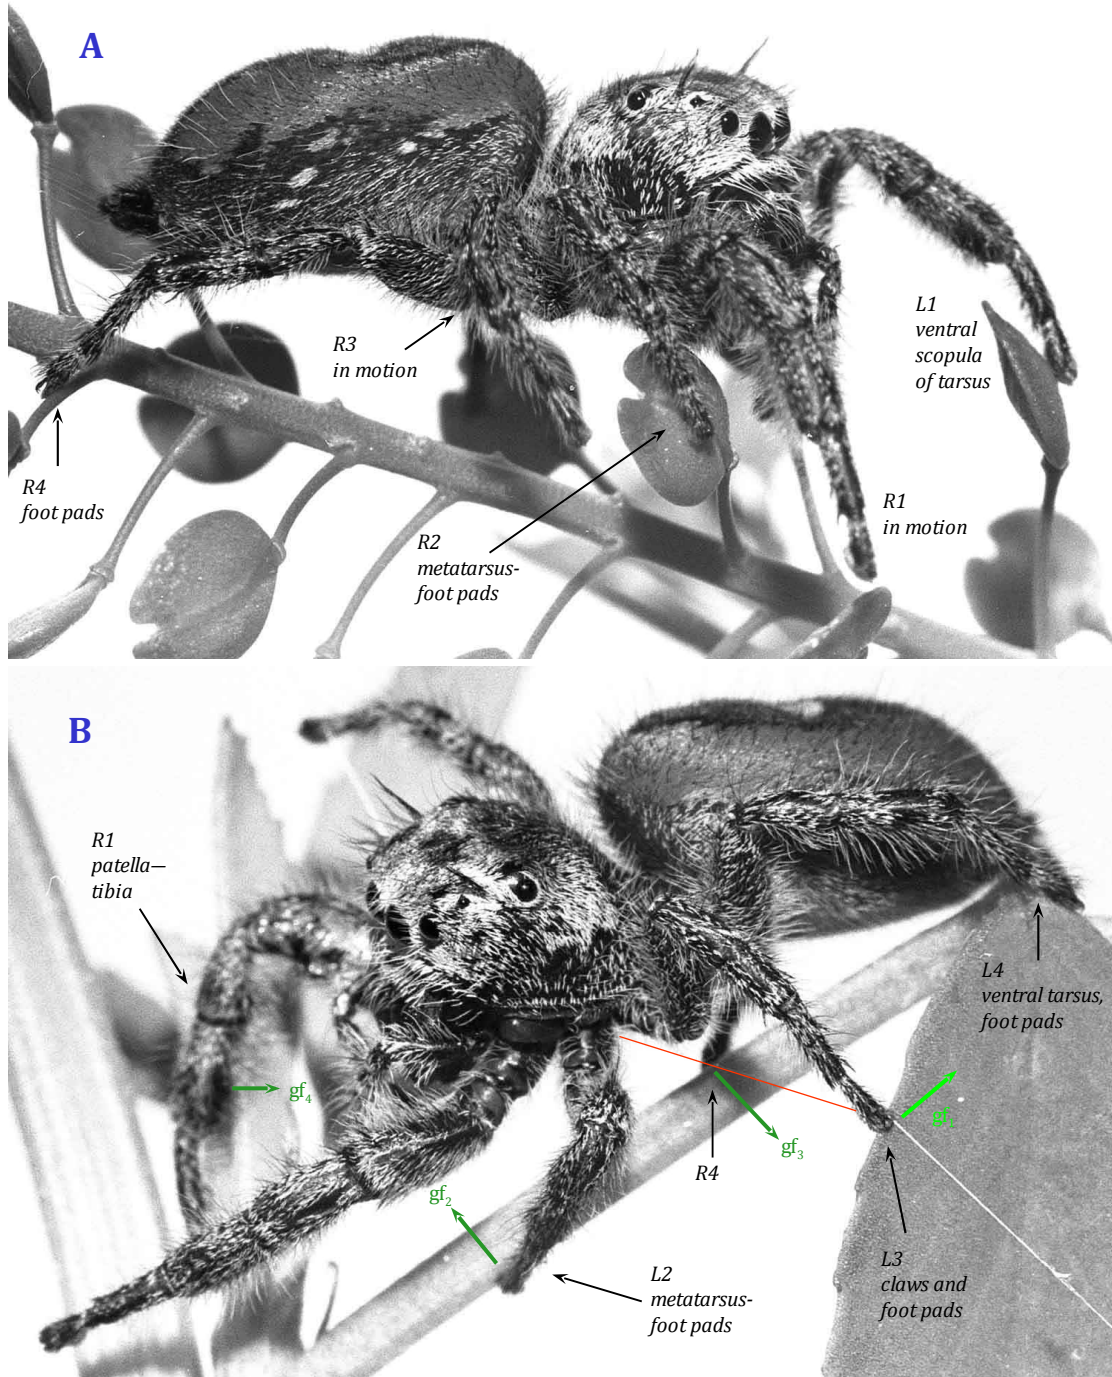 A
L1
ventral
scopula
of tarsus
R3
in motion
R4
foot pads
R2
metatarsus-
foot pads
R1
in motion
B
R1
patella—
tibia
L4
ventral tarsus,
foot pads
gf4
gf3
R4
gf2
L3
claws and
foot pads
L2
metatarsus-
foot pads